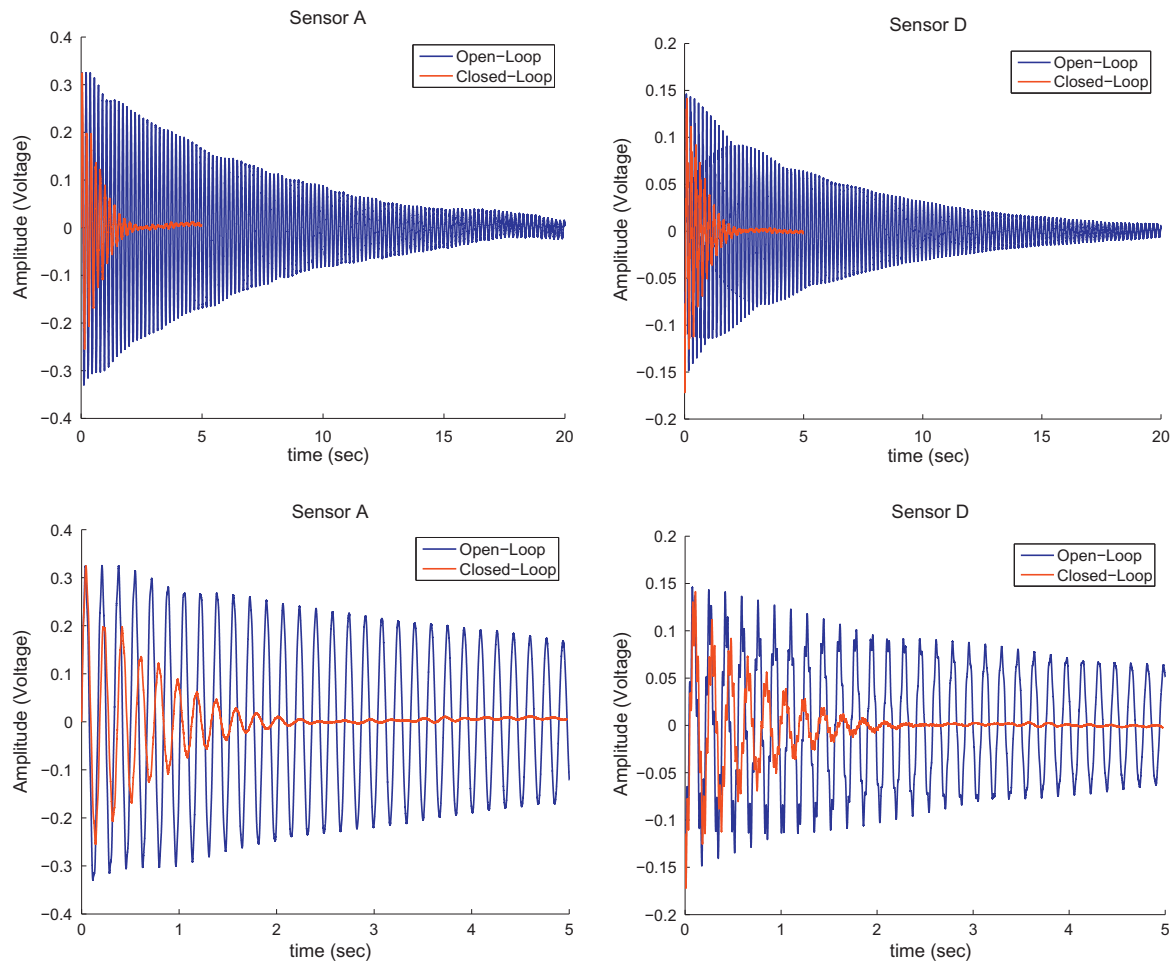 Sensor A
0.4
0.3
0.2
0.1
0
−0.1
−0.2
−0.3
−0.4
Amplitude (Voltage)
Open−Loop
Closed−Loop
0 5 10 15 20
time (sec)
Sensor D
0.2
0.15
0.1
0.05
0
−0.05
−0.1
−0.15
−0.2
Amplitude (Voltage)
Open−Loop
Closed−Loop
0 5 10 15 20
time (sec)
Sensor A
0.4
0.3
0.2
0.1
0
−0.1
−0.2
−0.3
−0.4
Amplitude (Voltage)
Open−Loop
Closed−Loop
0 1 2 3 4 5
time (sec)
Sensor D
0.2
0.15
0.1
0.05
0
−0.05
−0.1
−0.15
−0.2
Amplitude (Voltage)
Open−Loop
Closed−Loop
0 1 2 3 4 5
time (sec)